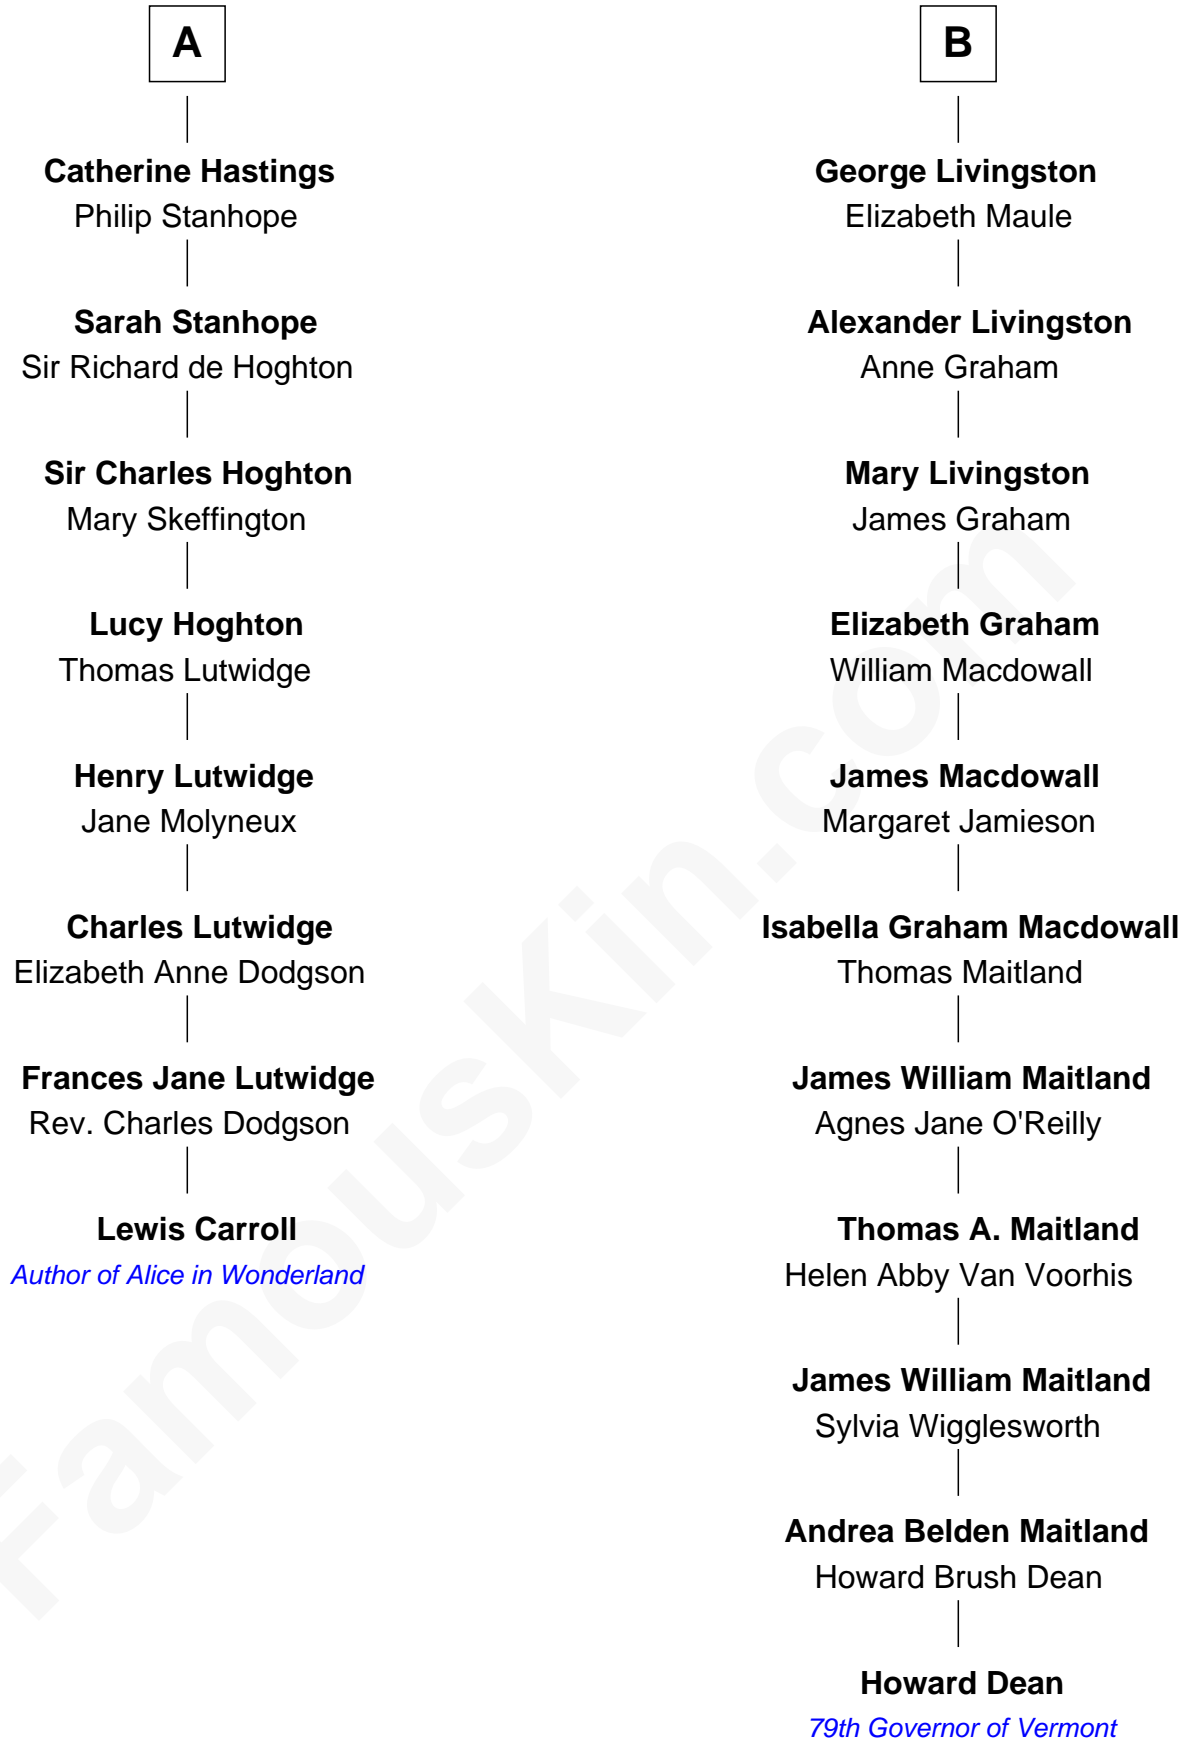 A
Catherine Hastings
Philip Stanhope
Sarah Stanhope
Sir Richard de Hoghton
Sir Charles Hoghton
Mary Skeffington
Lucy Hoghton
Thomas Lutwidge
Henry Lutwidge
Jane Molyneux
Charles Lutwidge
Elizabeth Anne Dodgson
Frances Jane Lutwidge
Rev. Charles Dodgson
Lewis Carroll
Author of Alice in Wonderland
B
George Livingston
Elizabeth Maule
Alexander Livingston
Anne Graham
Mary Livingston
James Graham
Elizabeth Graham
William Macdowall
James Macdowall
Margaret Jamieson
Isabella Graham Macdowall
Thomas Maitland
James William Maitland
Agnes Jane O'Reilly
Thomas A. Maitland
Helen Abby Van Voorhis
James William Maitland
Sylvia Wigglesworth
Andrea Belden Maitland
Howard Brush Dean
Howard Dean
79th Governor of Vermont
FamousKin.com